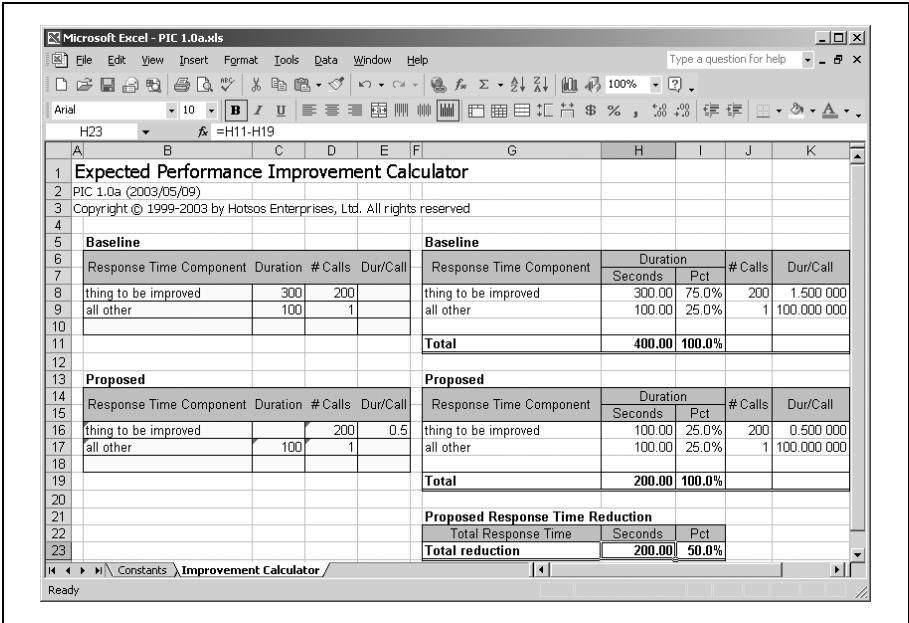 Microsoft Excel - PIC 1.0a.xls
File Edit View Insert Format Tools Data Window Help Type a question for help
100%
Arial 10 B I U $ % ,
H23 fx =H11-H19
A B C D E F G H I J K
1 Expected Performance Improvement Calculator
2 PIC 1.0a (2003/05/09)
3 Copyright © 1999-2003 by Hotsos Enterprises, Ltd. All rights reserved
4
5 Baseline Baseline
6 Response Time Component Duration # Calls Dur/Call Response Time Component Duration # Calls Dur/Call
7 Seconds Pct
8 thing to be improved 300 200 thing to be improved 300.00 75.0% 200 1.500 000
9 all other 100 1 all other 100.00 25.0% 1 100.000 000
10
11 Total 400.00 100.0%
12
13 Proposed Proposed
14 Response Time Component Duration # Calls Dur/Call Response Time Component Duration # Calls Dur/Call
15 Seconds Pct
16 thing to be improved 200 0.5 thing to be improved 100.00 25.0% 200 0.500 000
17 all other 100 1 all other 100.00 25.0% 1 100.000 000
18
19 Total 200.00 100.0%
20
21 Proposed Response Time Reduction
22 Total Response Time Seconds Pct
23 Total reduction 200.00 50.0%
Constants Improvement Calculator
Ready